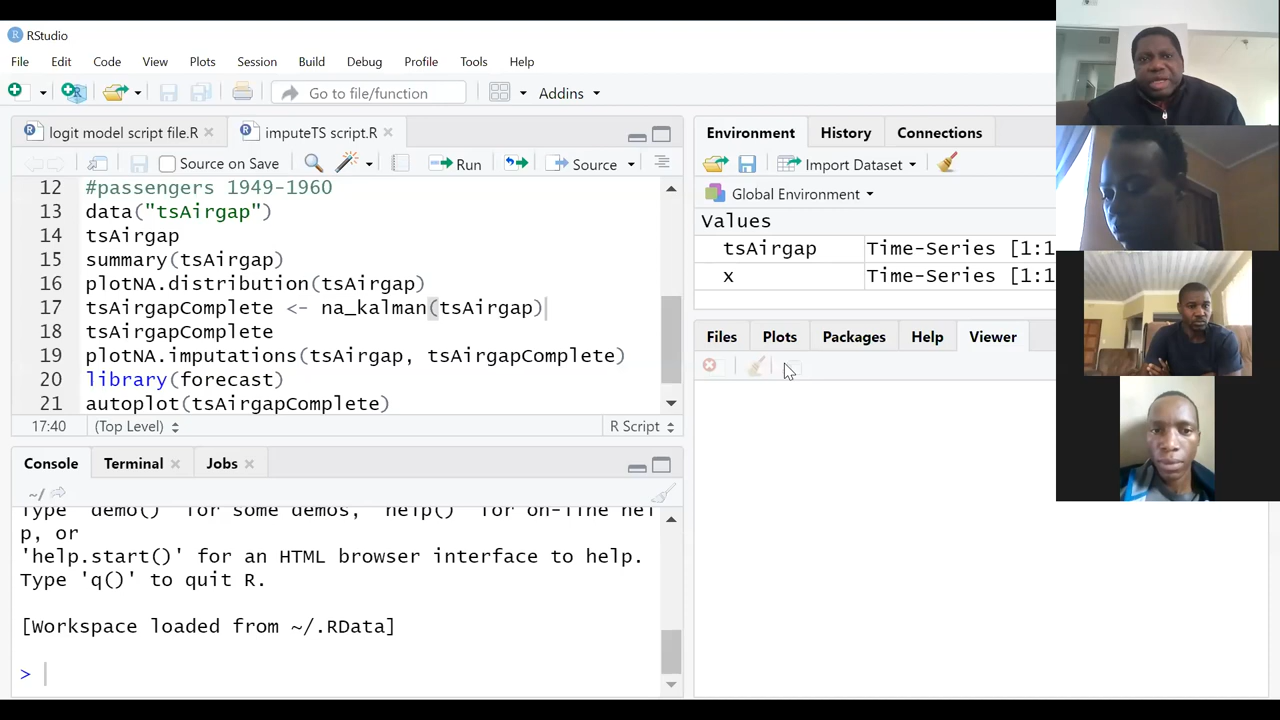 RStudio
File Edit Code View Plots Session Build Debug Profile Tools Help
Go to file/function Addins
logit model script file.R imputeTS script.R
Source on Save Run Source
12 #passengers 1949-1960
13 data("tsAirgap")
14 tsAirgap
15 summary(tsAirgap)
16 plotNA.distribution(tsAirgap)
17 tsAirgapComplete <- na_kalman(tsAirgap)
18 tsAirgapComplete
19 plotNA.imputations(tsAirgap, tsAirgapComplete)
20 library(forecast)
21 autoplot(tsAirgapComplete)
17:40 (Top Level) R Script
Console Terminal Jobs
~/
Type 'demo()' for some demos, 'help()' for on-line hel
p, or
'help.start()' for an HTML browser interface to help.
Type 'q()' to quit R.
[Workspace loaded from ~/.RData]
>
Environment History Connections
Import Dataset
Global Environment
Values
tsAirgap Time-Series [1:1
x Time-Series [1:1
Files Plots Packages Help Viewer